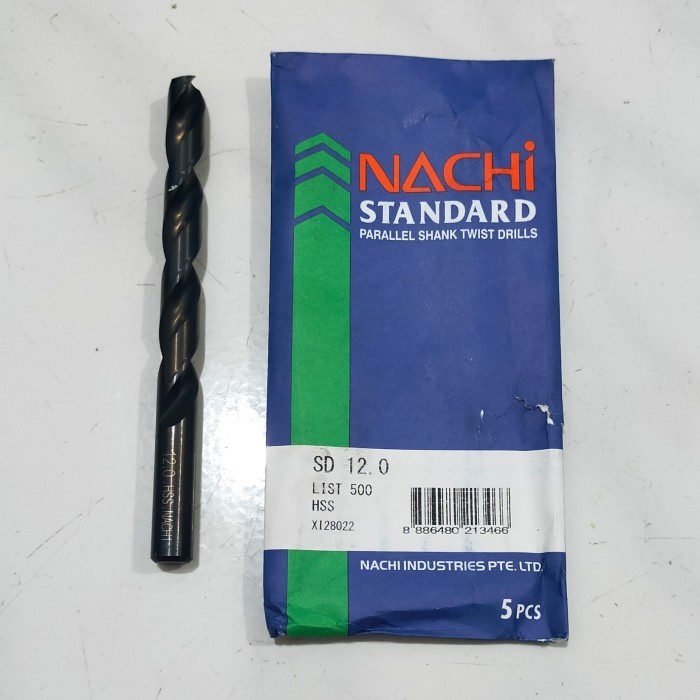 NACHi
STANDARD
PARALLEL SHANK TWIST DRILLS
SD 12.0
LIST 500
HSS
XI28022
8 886480 213466
NACHI INDUSTRIES PTE. LTD.
5 PCS
12.0 HSS NACHI